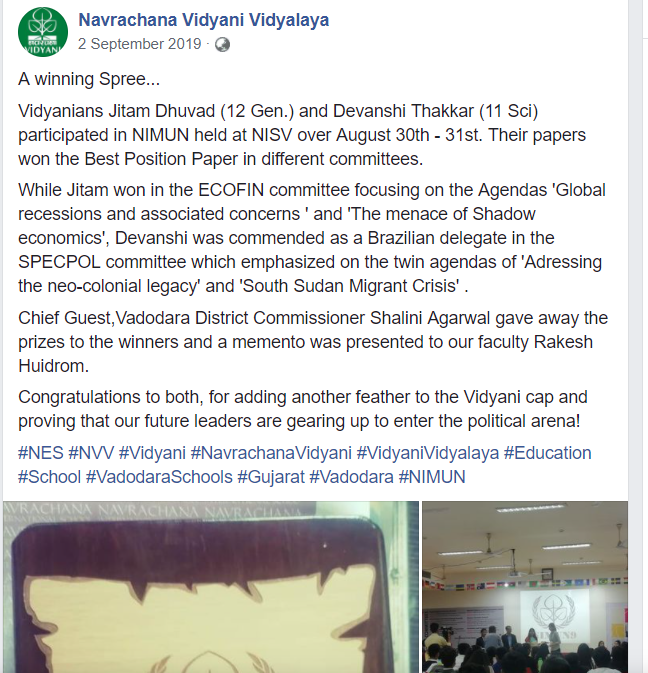 Navrachana Vidyani Vidyalaya
2 September 2019 ·
A winning Spree...
Vidyanians Jitam Dhuvad (12 Gen.) and Devanshi Thakkar (11 Sci)
participated in NIMUN held at NISV over August 30th - 31st. Their papers
won the Best Position Paper in different committees.
While Jitam won in the ECOFIN committee focusing on the Agendas 'Global
recessions and associated concerns ' and 'The menace of Shadow
economics', Devanshi was commended as a Brazilian delegate in the
SPECPOL committee which emphasized on the twin agendas of 'Adressing
the neo-colonial legacy' and 'South Sudan Migrant Crisis' .
Chief Guest,Vadodara District Commissioner Shalini Agarwal gave away the
prizes to the winners and a memento was presented to our faculty Rakesh
Huidrom.
Congratulations to both, for adding another feather to the Vidyani cap and
proving that our future leaders are gearing up to enter the political arena!
#NES #NVV #Vidyani #NavrachanaVidyani #VidyaniVidyalaya #Education
#School #VadodaraSchools #Gujarat #Vadodara #NIMUN
NAVRACHANA NAVRACHANA